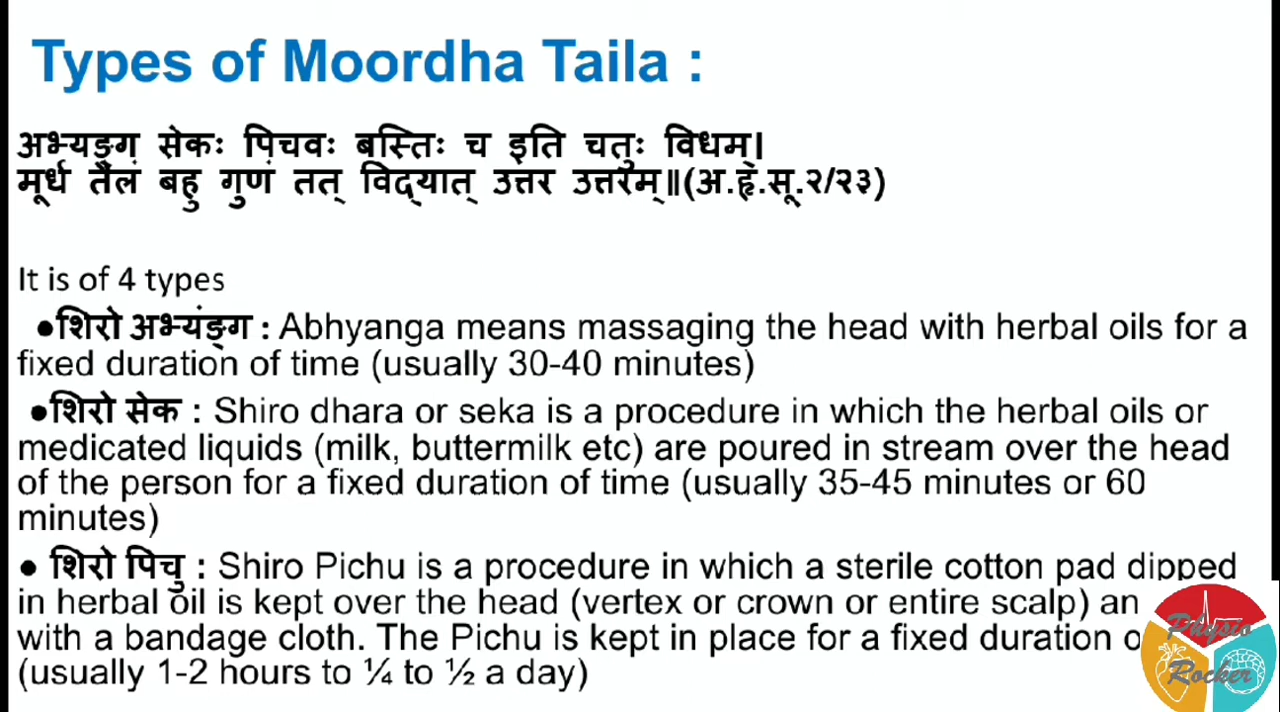 Types of Moordha Taila :
अभ्यङ्गं सेकः पिचवः बस्तिः च इति चतुः विधम्।
मूर्ध तैलं बहु गुणं तत् विद्यात् उत्तर उत्तरम्॥(अ.हृ.सू.२/२३)
It is of 4 types
●शिरो अभ्यंङ्ग : Abhyanga means massaging the head with herbal oils for a
fixed duration of time (usually 30-40 minutes)
●शिरो सेक : Shiro dhara or seka is a procedure in which the herbal oils or
medicated liquids (milk, buttermilk etc) are poured in stream over the head
of the person for a fixed duration of time (usually 35-45 minutes or 60
minutes)
● शिरो पिचु : Shiro Pichu is a procedure in which a sterile cotton pad dipped
in herbal oil is kept over the head (vertex or crown or entire scalp) an
with a bandage cloth. The Pichu is kept in place for a fixed duration o
(usually 1-2 hours to ¼ to ½ a day)
Physio
Rocker